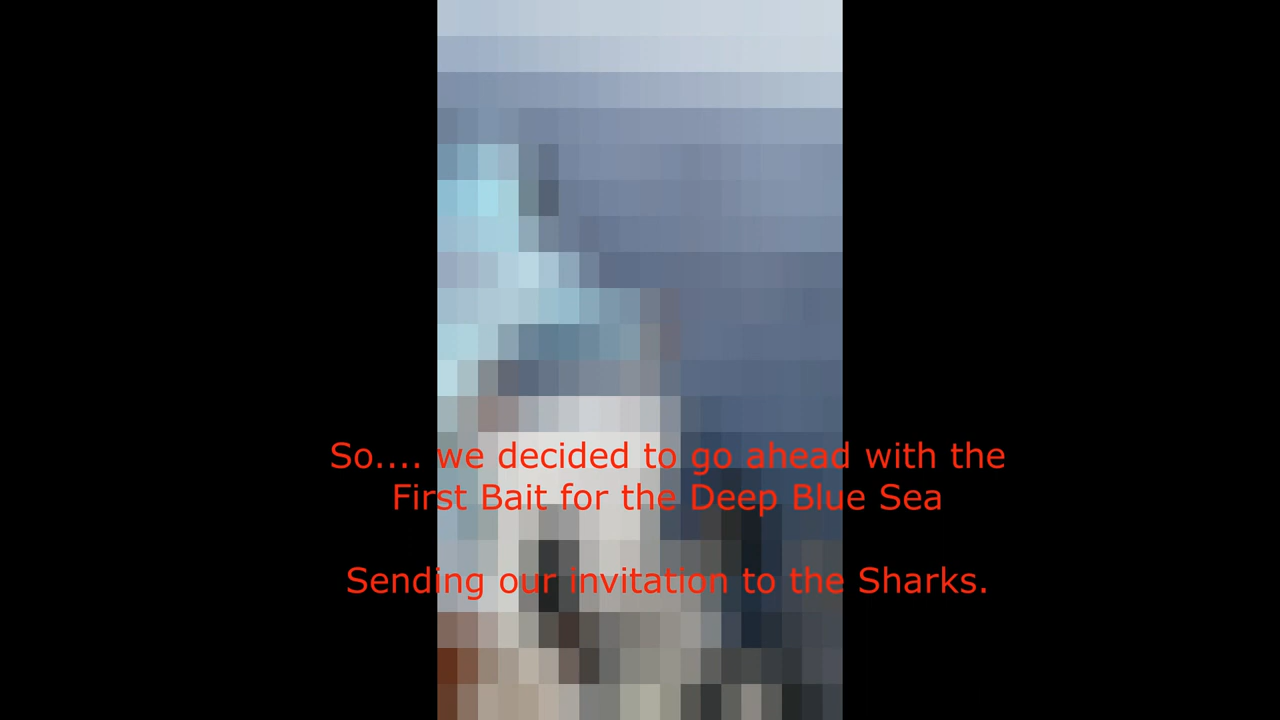 So.... we decided to go ahead with the
First Bait for the Deep Blue Sea
Sending our invitation to the Sharks.